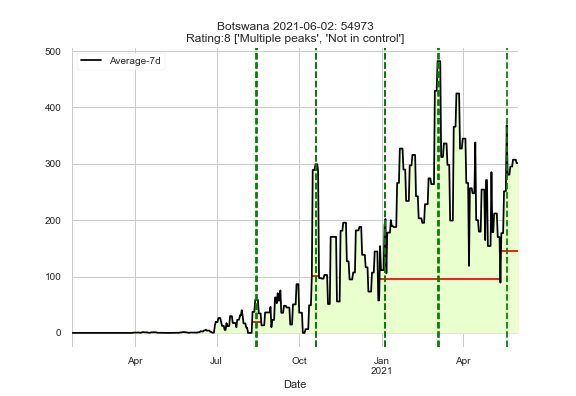 Botswana 2021-06-02: 54973
Rating:8 ['Multiple peaks', 'Not in control']
Average-7d
500
400
300
200
100
0
Apr Jul Oct Jan Apr
2021
Date